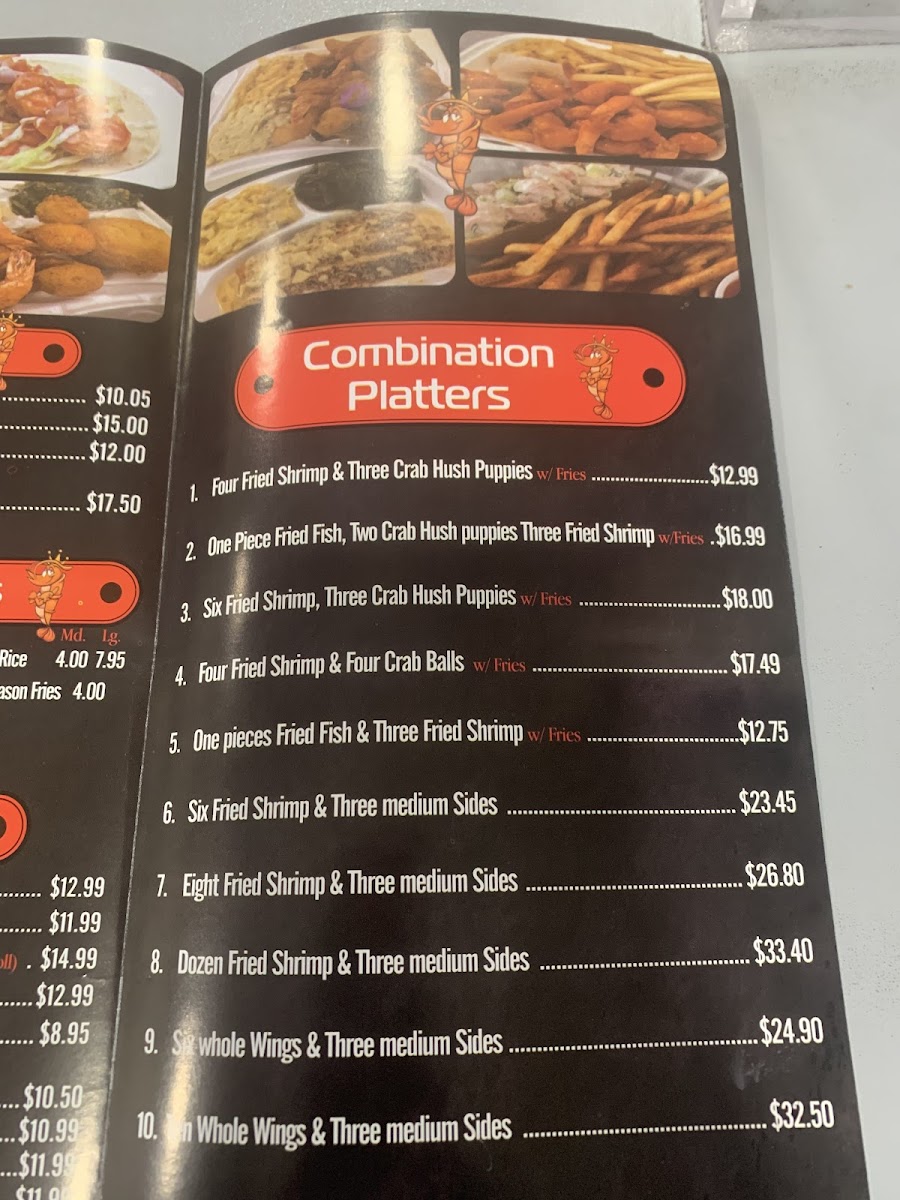 $10.05
$15.00
$12.00
$17.50
Md. Lg.
Rice 4.00 7.95
ason Fries 4.00
$12.99
$11.99
oll) . $14.99
$12.99
$8.95
$10.50
$10.99
$11.99
Combination
Platters
1. Four Fried Shrimp & Three Crab Hush Puppies w/ Fries $12.99
2. One Piece Fried Fish, Two Crab Hush puppies Three Fried Shrimp w/Fries .$16.99
3. Six Fried Shrimp, Three Crab Hush Puppies w/ Fries $18.00
4. Four Fried Shrimp & Four Crab Balls w/ Fries $17.49
5. One pieces Fried Fish & Three Fried Shrimp w/ Fries $12.75
6. Six Fried Shrimp & Three medium Sides $23.45
7. Eight Fried Shrimp & Three medium Sides $26.80
8. Dozen Fried Shrimp & Three medium Sides $33.40
9. Six whole Wings & Three medium Sides $24.90
10. Whole Wings & Three medium Sides $32.50